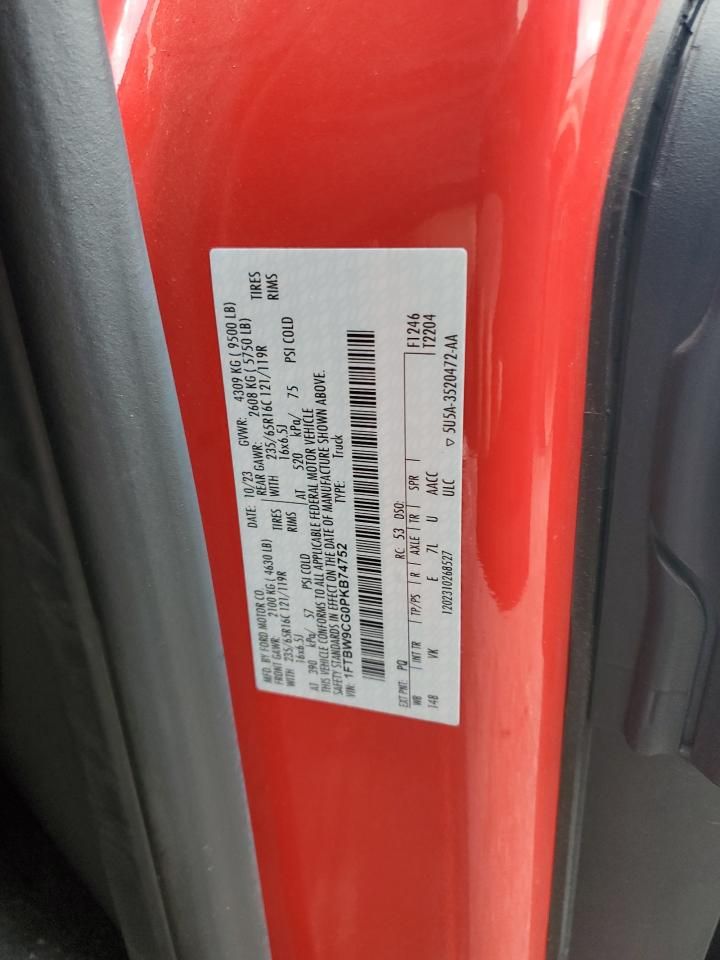 MFD. BY FORD MOTOR CO. DATE: 10/23 GVWR: 4309 KG ( 9500 LB)
FRONT GAWR: 2100 KG ( 4630 LB) REAR GAWR: 2608 KG ( 5750 LB)
WITH 235/65R16C 121/119R TIRES WITH 235/65R16C 121/119R TIRES
16x6.5J RIMS 16x6.5J RIMS
AT 390 kPa/ 57 PSI COLD AT 520 kPa/ 75 PSI COLD
THIS VEHICLE CONFORMS TO ALL APPLICABLE FEDERAL MOTOR VEHICLE
SAFETY STANDARDS IN EFFECT ON THE DATE OF MANUFACTURE SHOWN ABOVE.
VIN: 1FTBW9CG0PKB74752 TYPE: Truck
EXT PNT: PQ RC: 53 DSO: F1246
WB INT TR TP/PS R AXLE TR SPR T2204
148 VK E 7L U AACC
1202310268527 ULC ▽ 5U5A-3520472-AA